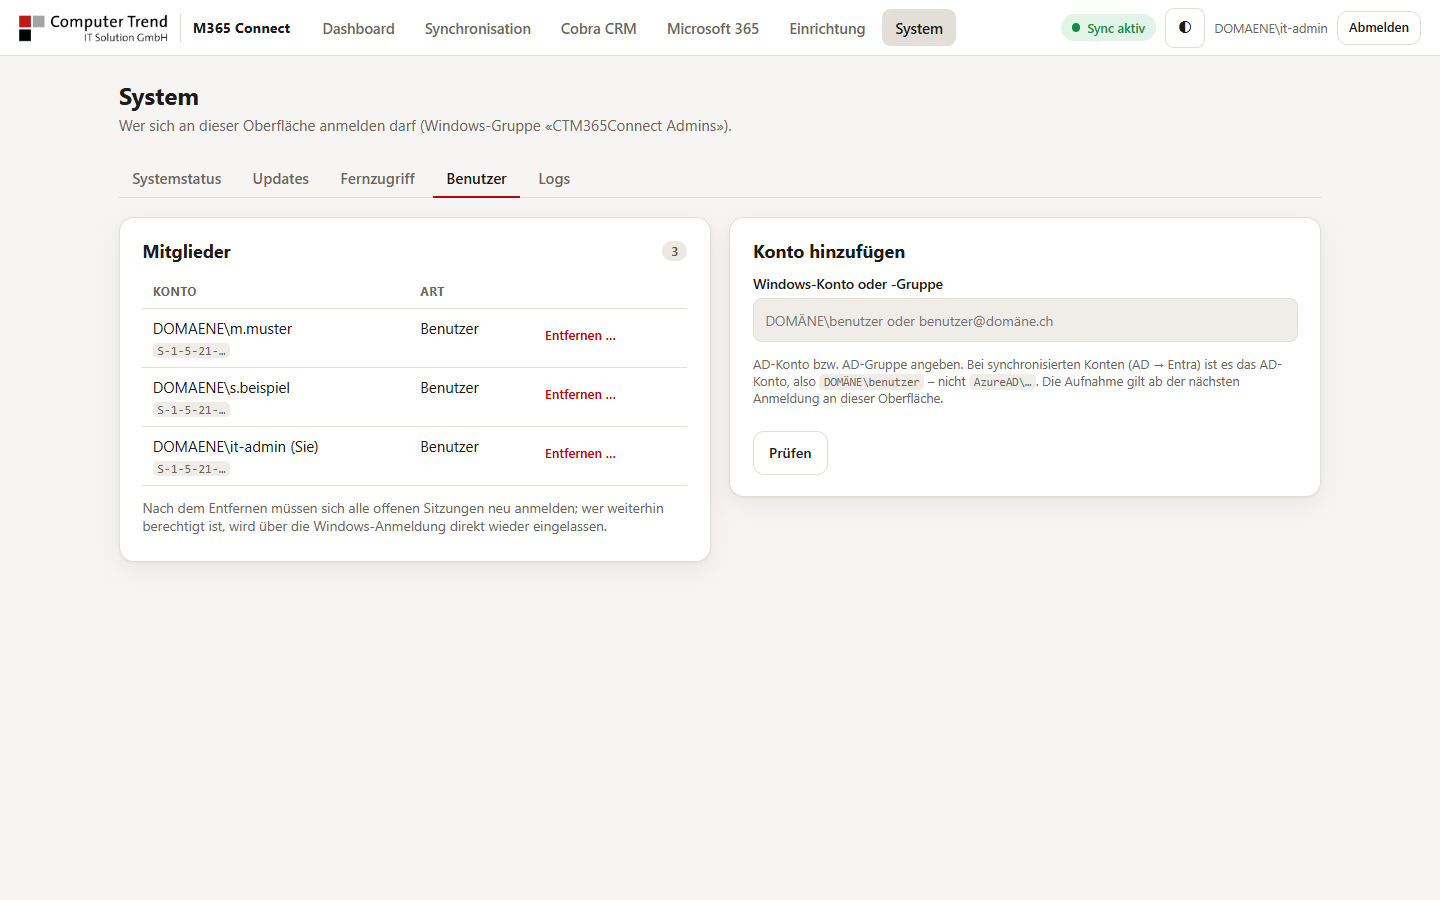 Computer Trend
IT Solution GmbH
M365 Connect
Dashboard
Synchronisation
Cobra CRM
Microsoft 365
Einrichtung
System
Sync aktiv
DOMAENE\it-admin
Abmelden
System
Wer sich an dieser Oberfläche anmelden darf (Windows-Gruppe «CTM365Connect Admins»).
Systemstatus
Updates
Fernzugriff
Benutzer
Logs
Mitglieder
3
KONTO
ART
DOMAENE\m.muster
Benutzer
Entfernen ...
S-1-5-21-…
DOMAENE\s.beispiel
Benutzer
Entfernen ...
S-1-5-21-…
DOMAENE\it-admin (Sie)
Benutzer
Entfernen ...
S-1-5-21-…
Nach dem Entfernen müssen sich alle offenen Sitzungen neu anmelden; wer weiterhin
berechtigt ist, wird über die Windows-Anmeldung direkt wieder eingelassen.
Konto hinzufügen
Windows-Konto oder -Gruppe
DOMÄNE\benutzer oder benutzer@domäne.ch
AD-Konto bzw. AD-Gruppe angeben. Bei synchronisierten Konten (AD → Entra) ist es das AD-
Konto, also DOMÄNE\benutzer – nicht AzureAD\…. Die Aufnahme gilt ab der nächsten
Anmeldung an dieser Oberfläche.
Prüfen